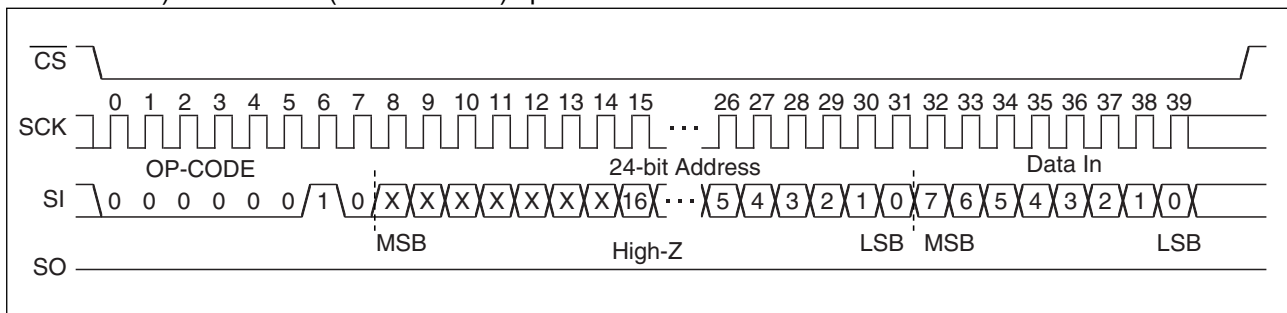 CS
0 1 2 3 4 5 6 7 8 9 10 11 12 13 14 15 26 27 28 29 30 31 32 33 34 35 36 37 38 39
SCK ···
OP-CODE 24-bit Address Data In
SI 0 0 0 0 0 0 1 0 X X X X X X X 16 ··· 5 4 3 2 1 0 7 6 5 4 3 2 1 0
MSB High-Z LSB MSB LSB
SO